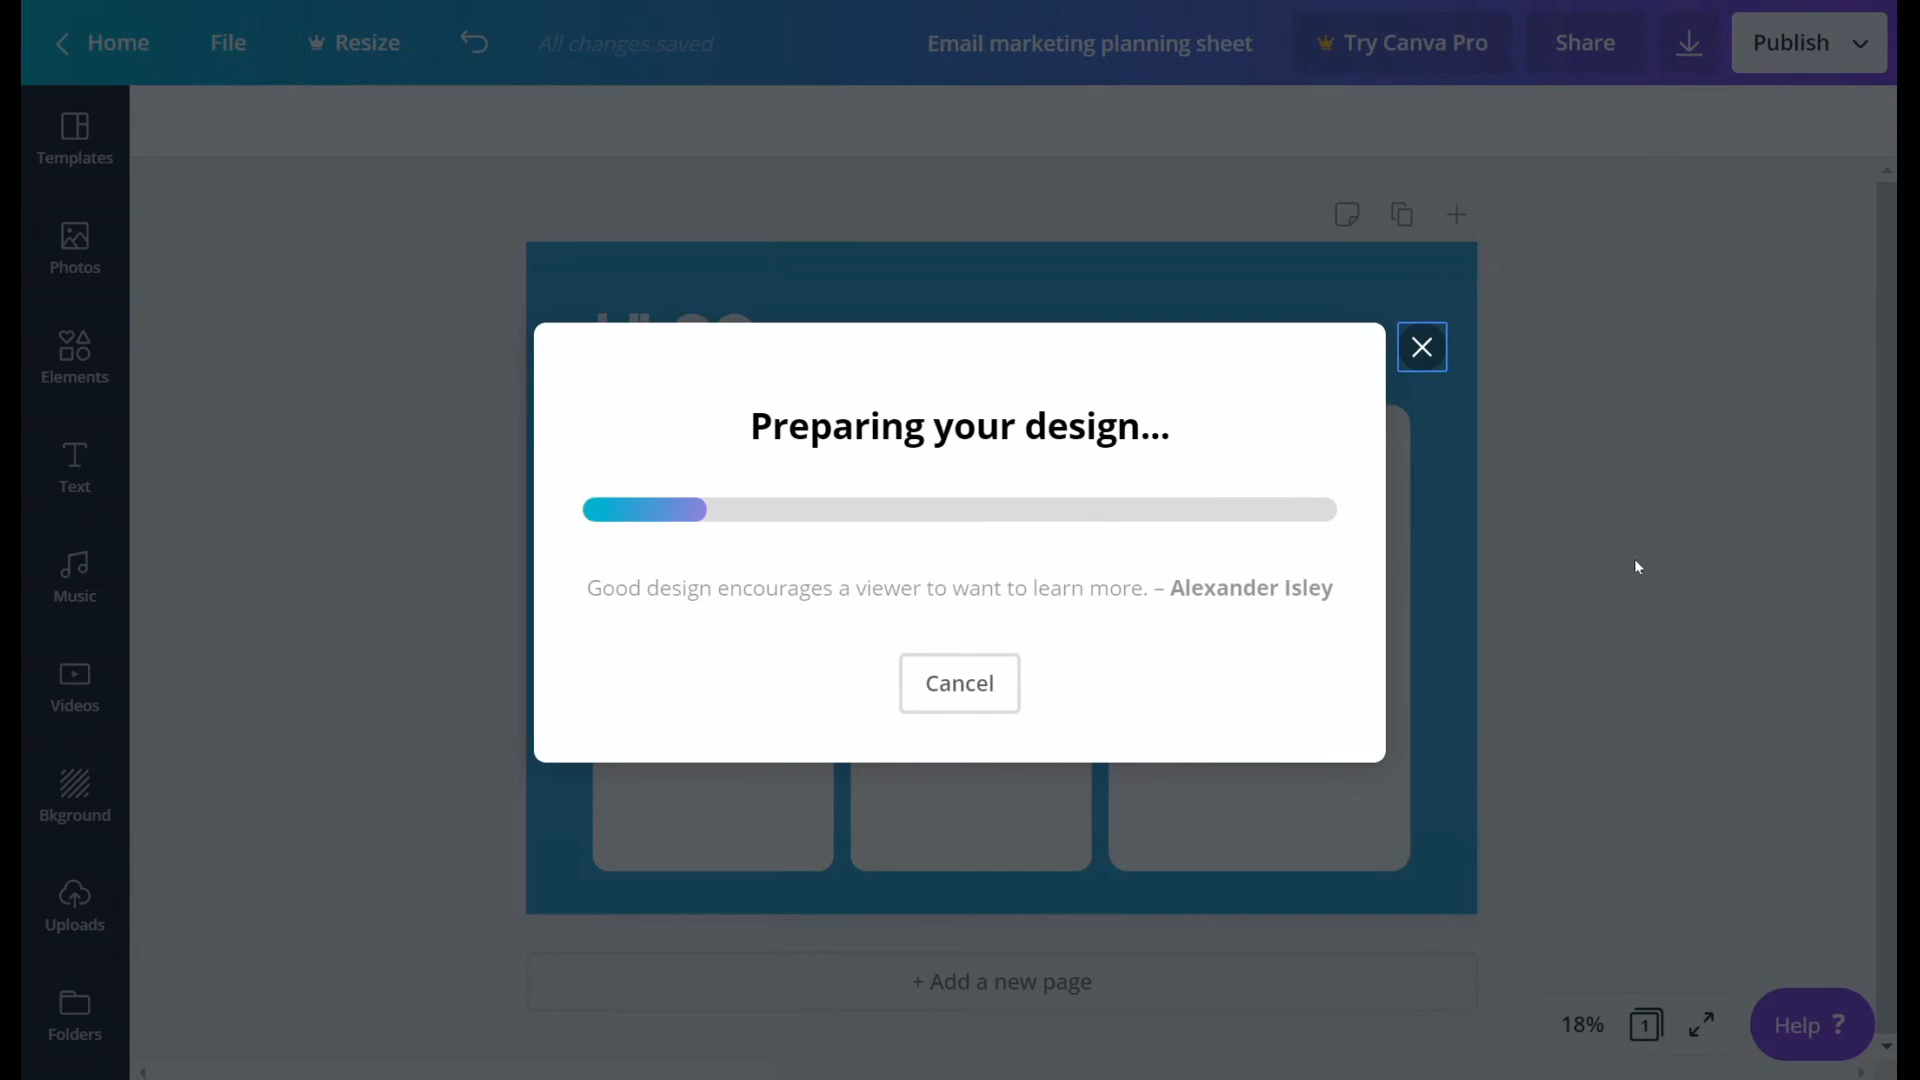 Home
File
Resize
All changes saved
Email marketing planning sheet
Try Canva Pro
Share
Publish
Templates
Photos
Elements
Text
Music
Videos
Bkground
Uploads
Folders
Preparing your design...
Good design encourages a viewer to want to learn more. – Alexander Isley
Cancel
+ Add a new page
18%
1
Help ?